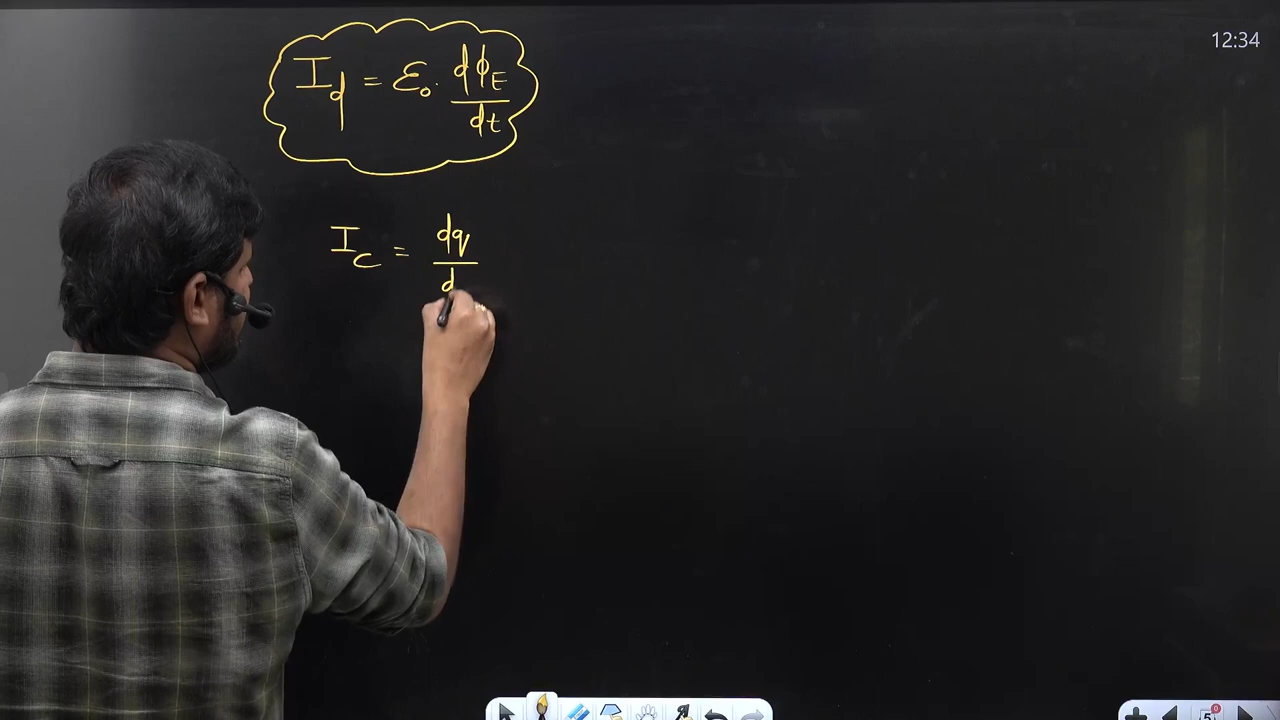 12:34
I_d = ε₀. dφ_E/dt
I_c = dq/d